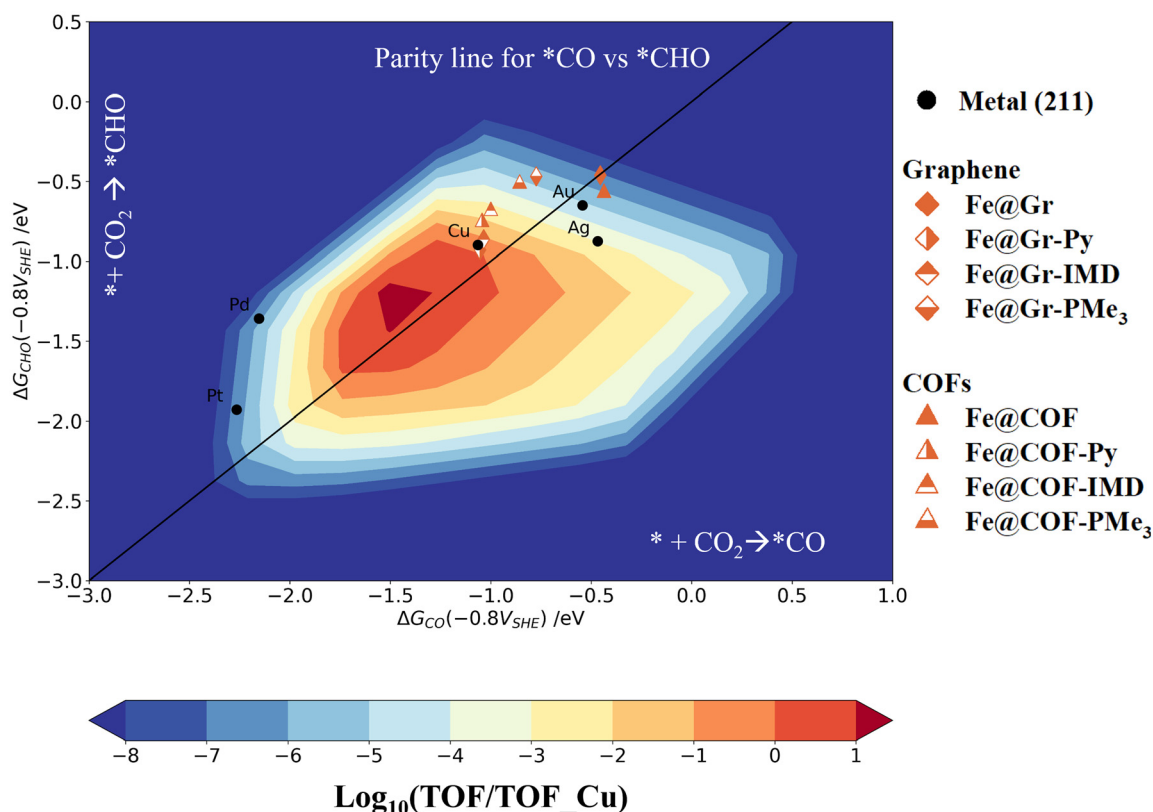 0.5
0.0
−0.5
−1.0
−1.5
−2.0
−2.5
−3.0
ΔG_CHO(−0.8V_SHE) /eV
* + CO₂ → *CHO
Parity line for *CO vs *CHO
Au
Ag
Cu
Pd
Pt
* + CO₂→*CO
−3.0 −2.5 −2.0 −1.5 −1.0 −0.5 0.0 0.5 1.0
ΔG_CO(−0.8V_SHE) /eV
Metal (211)
Graphene
Fe@Gr
Fe@Gr-Py
Fe@Gr-IMD
Fe@Gr-PMe₃
COFs
Fe@COF
Fe@COF-Py
Fe@COF-IMD
Fe@COF-PMe₃
−8 −7 −6 −5 −4 −3 −2 −1 0 1
Log₁₀(TOF/TOF_Cu)